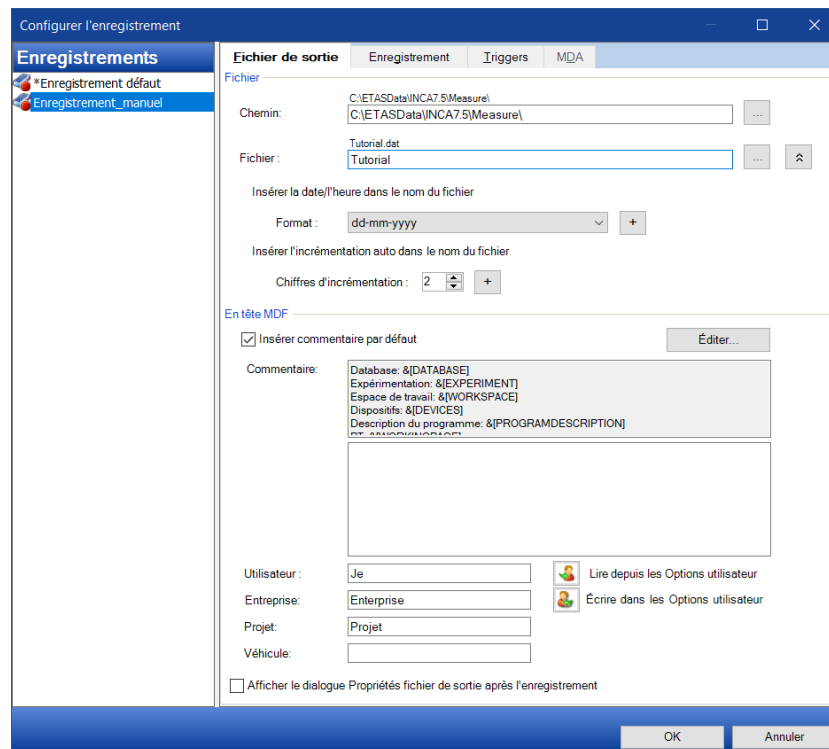 Configurer l'enregistrement
Enregistrements
*Enregistrement défaut
Enregistrement_manuel
Fichier de sortie Enregistrement Triggers MDA
Fichier
C:\ETASData\INCA7.5\Measure\
Chemin: C:\ETASData\INCA7.5\Measure\ ...
Tutorial.dat
Fichier : Tutorial ...
Insérer la date/l'heure dans le nom du fichier
Format : dd-mm-yyyy +
Insérer l'incrémentation auto dans le nom du fichier
Chiffres d'incrémentation : 2 +
En tête MDF
Insérer commentaire par défaut Éditer...
Commentaire: Database: &[DATABASE]
Expérimentation: &[EXPERIMENT]
Espace de travail: &[WORKSPACE]
Dispositifs: &[DEVICES]
Description du programme: &[PROGRAMDESCRIPTION]
Utilisateur : Je Lire depuis les Options utilisateur
Entreprise: Enterprise Écrire dans les Options utilisateur
Projet: Projet
Véhicule:
Afficher le dialogue Propriétés fichier de sortie après l'enregistrement
OK Annuler